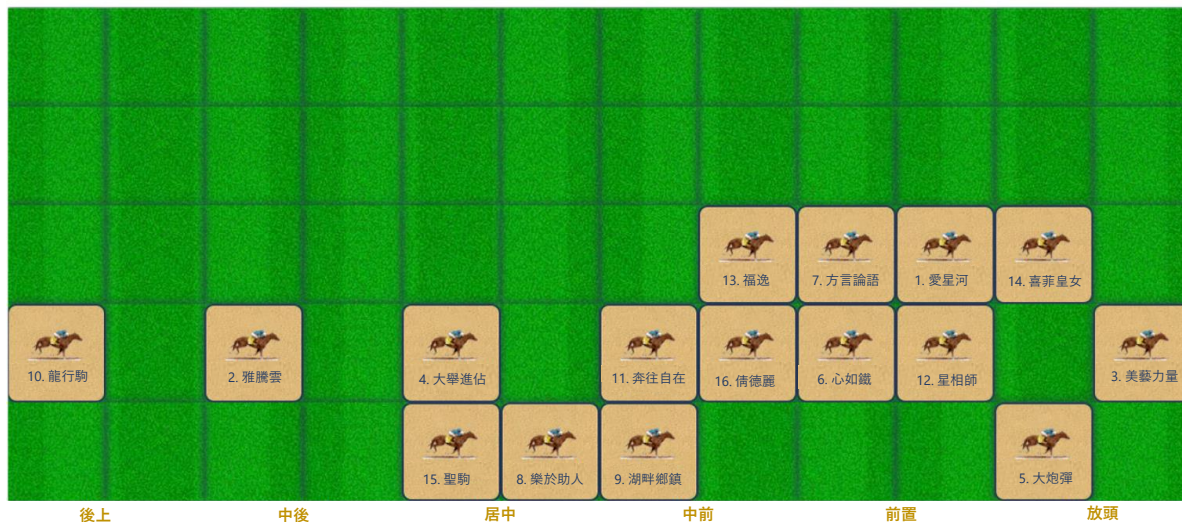 13. 福逸
7. 方言論語
1. 愛星河
14. 喜菲皇女
10. 龍行駒
2. 雅騰雲
4. 大舉進佔
11. 奔往自在
16. 倩德麗
6. 心如鐵
12. 星相師
3. 美藝力量
15. 聖駒
8. 樂於助人
9. 湖畔鄉鎮
5. 大炮彈
後上
中後
居中
中前
前置
放頭